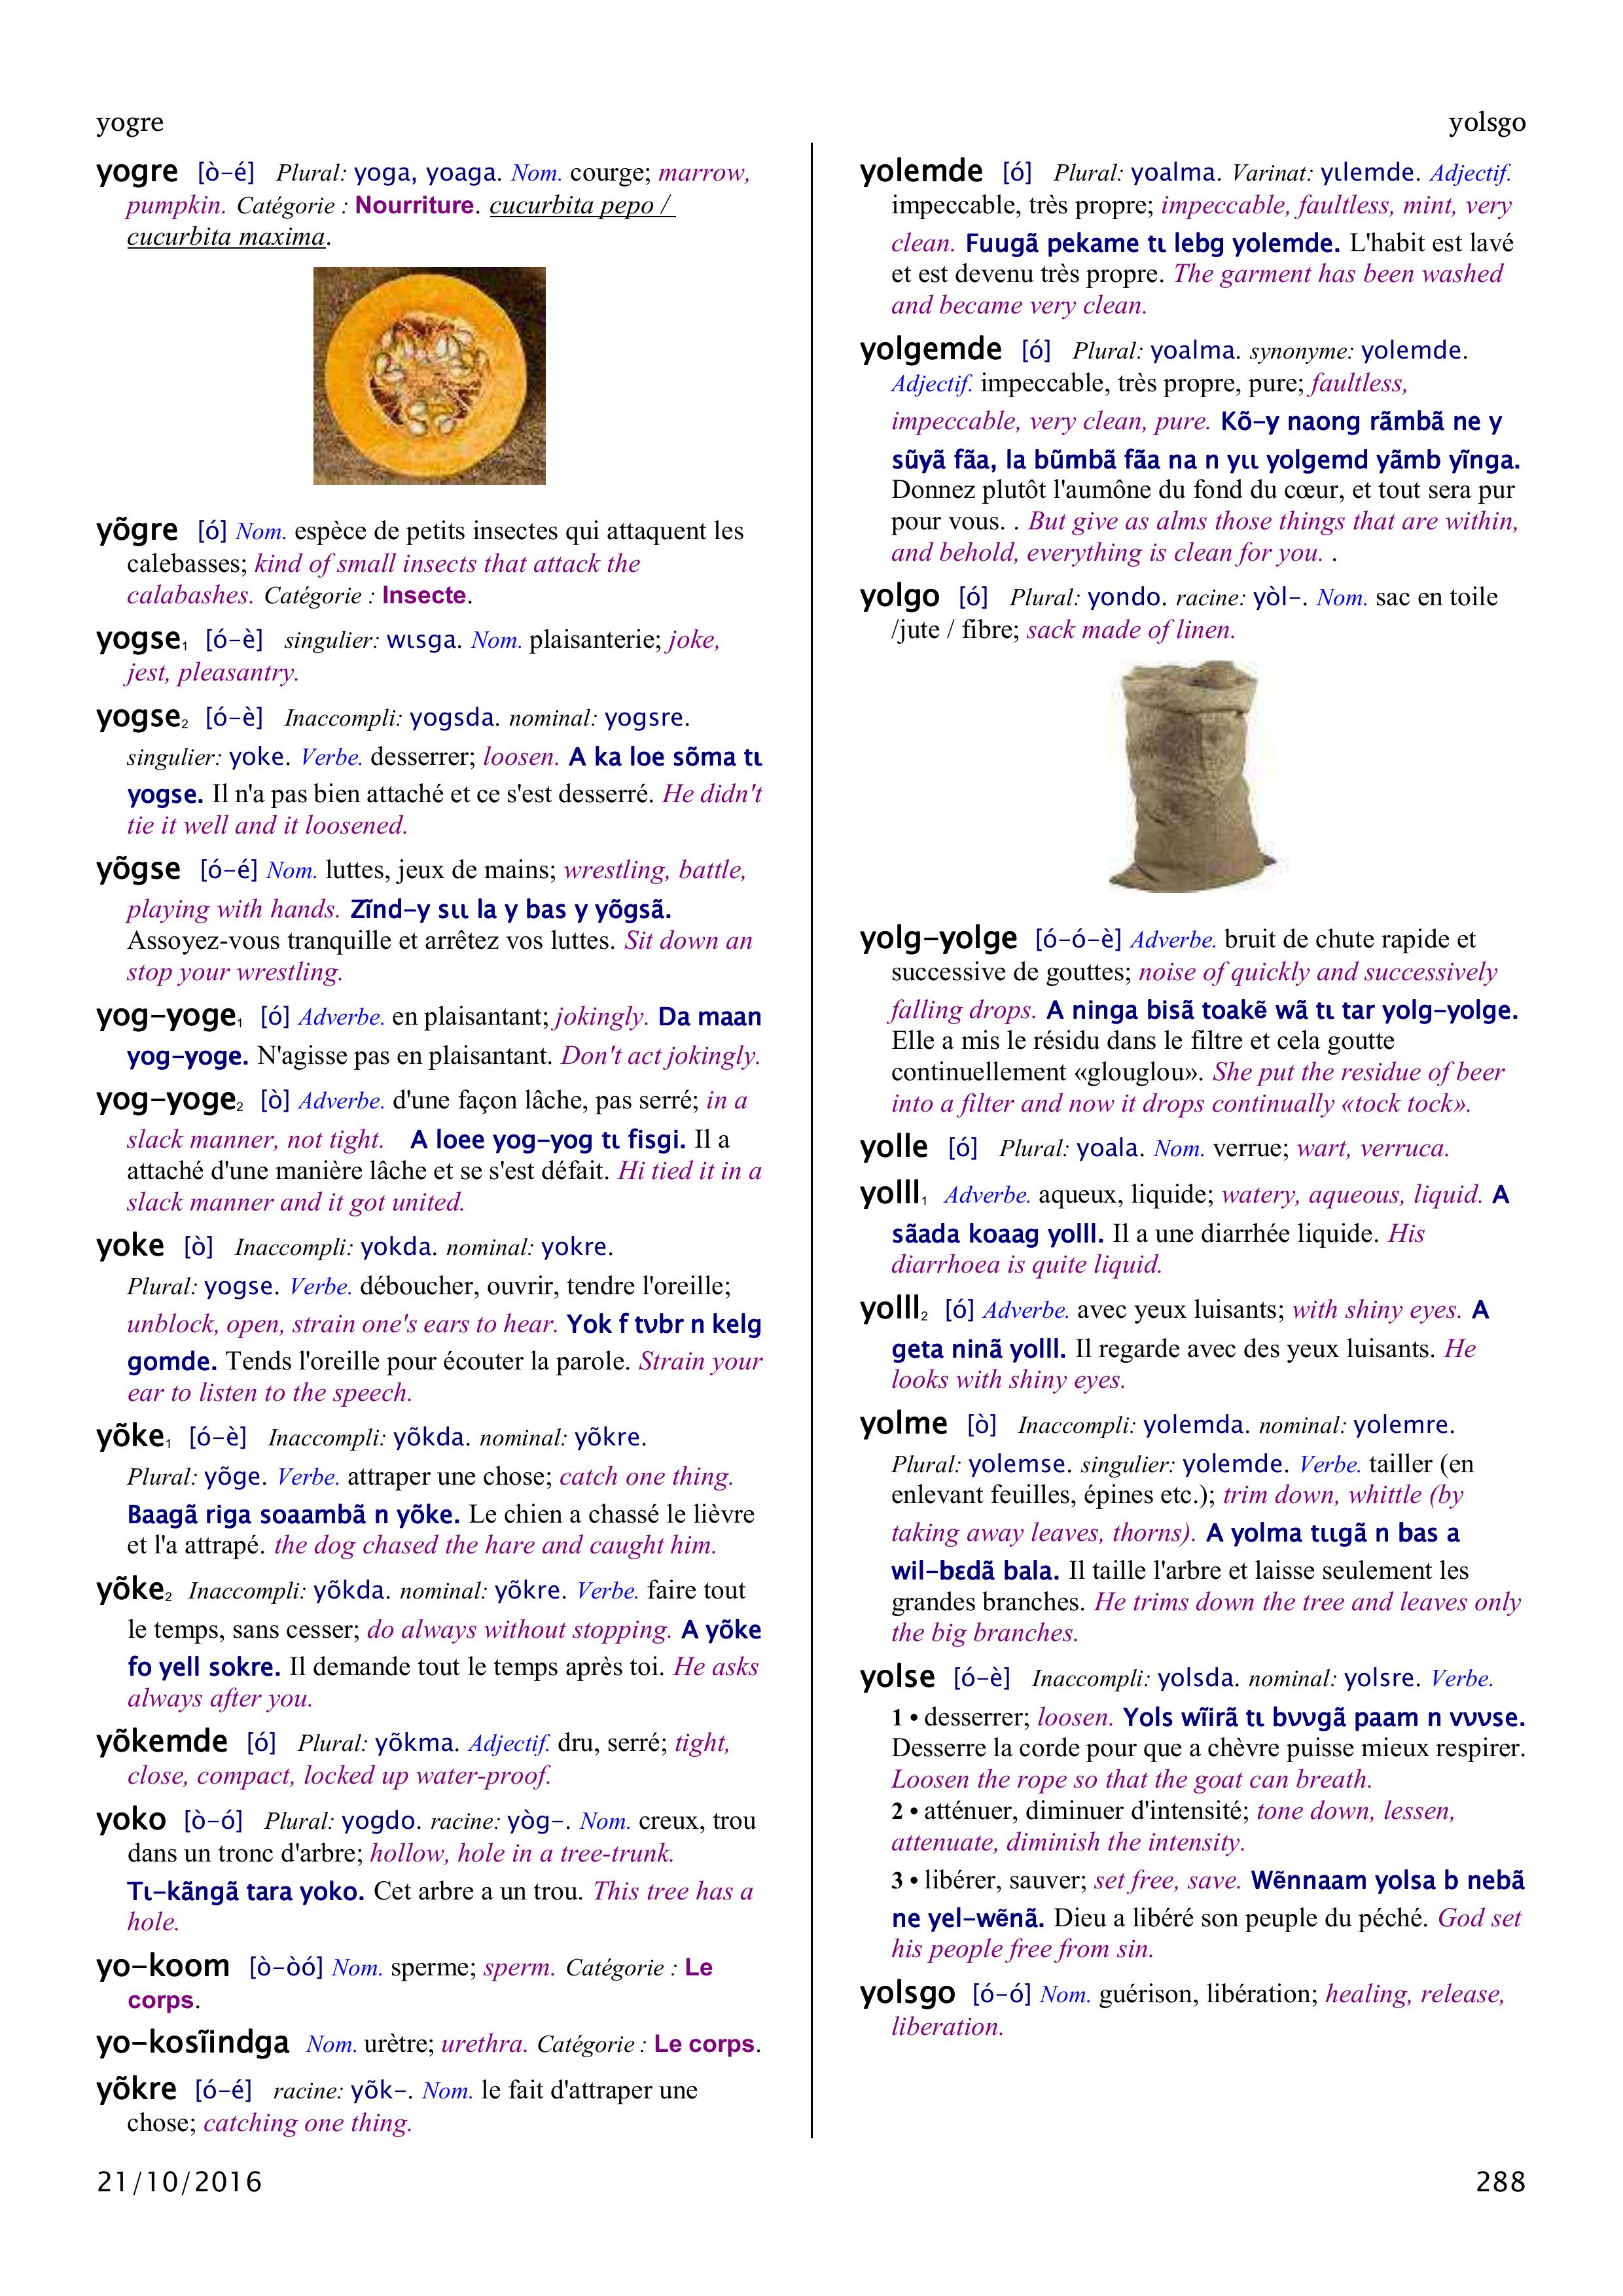 yogre
yolsgo
yogre [ò-é] Plural: yoga, yoaga. Nom. courge; marrow,
pumpkin. Catégorie : Nourriture. cucurbita pepo /
cucurbita maxima.
yõgre [ó] Nom. espèce de petits insectes qui attaquent les
calebasses; kind of small insects that attack the
calabashes. Catégorie : Insecte.
yogse₁ [ó-è] singulier: wɩsga. Nom. plaisanterie; joke,
jest, pleasantry.
yogse₂ [ó-è] Inaccompli: yogsda. nominal: yogsre.
singulier: yoke. Verbe. desserrer; loosen. A ka loe sõma tɩ
yogse. Il n'a pas bien attaché et ce s'est desserré. He didn't
tie it well and it loosened.
yõgse [ó-é] Nom. luttes, jeux de mains; wrestling, battle,
playing with hands. Zĩnd-y sɩɩ la y bas y yõgsã.
Assoyez-vous tranquille et arrêtez vos luttes. Sit down an
stop your wrestling.
yog-yoge₁ [ó] Adverbe. en plaisantant; jokingly. Da maan
yog-yoge. N'agisse pas en plaisantant. Don't act jokingly.
yog-yoge₂ [ò] Adverbe. d'une façon lâche, pas serré; in a
slack manner, not tight. A loee yog-yog tɩ fisgi. Il a
attaché d'une manière lâche et se s'est défait. Hi tied it in a
slack manner and it got united.
yoke [ò] Inaccompli: yokda. nominal: yokre.
Plural: yogse. Verbe. déboucher, ouvrir, tendre l'oreille;
unblock, open, strain one's ears to hear. Yok f tʋbr n kelg
gomde. Tends l'oreille pour écouter la parole. Strain your
ear to listen to the speech.
yõke₁ [ó-è] Inaccompli: yõkda. nominal: yõkre.
Plural: yõge. Verbe. attraper une chose; catch one thing.
Baagã riga soaambã n yõke. Le chien a chassé le lièvre
et l'a attrapé. the dog chased the hare and caught him.
yõke₂ Inaccompli: yõkda. nominal: yõkre. Verbe. faire tout
le temps, sans cesser; do always without stopping. A yõke
fo yell sokre. Il demande tout le temps après toi. He asks
always after you.
yõkemde [ó] Plural: yõkma. Adjectif. dru, serré; tight,
close, compact, locked up water-proof.
yoko [ò-ó] Plural: yogdo. racine: yòg-. Nom. creux, trou
dans un tronc d'arbre; hollow, hole in a tree-trunk.
Tɩ-kãngã tara yoko. Cet arbre a un trou. This tree has a
hole.
yo-koom [ò-òó] Nom. sperme; sperm. Catégorie : Le
corps.
yo-kosĩindga Nom. urètre; urethra. Catégorie : Le corps.
yõkre [ó-é] racine: yõk-. Nom. le fait d'attraper une
chose; catching one thing.
yolemde [ó] Plural: yoalma. Varinat: yɩlemde. Adjectif.
impeccable, très propre; impeccable, faultless, mint, very
clean. Fuugã pekame tɩ lebg yolemde. L'habit est lavé
et est devenu très propre. The garment has been washed
and became very clean.
yolgemde [ó] Plural: yoalma. synonyme: yolemde.
Adjectif. impeccable, très propre, pure; faultless,
impeccable, very clean, pure. Kõ-y naong rãmbã ne y
sũyã fãa, la bũmbã fãa na n yɩɩ yolgemd yãmb yĩnga.
Donnez plutôt l'aumône du fond du cœur, et tout sera pur
pour vous. . But give as alms those things that are within,
and behold, everything is clean for you. .
yolgo [ó] Plural: yondo. racine: yòl-. Nom. sac en toile
/jute / fibre; sack made of linen.
yolg-yolge [ó-ó-è] Adverbe. bruit de chute rapide et
successive de gouttes; noise of quickly and successively
falling drops. A ninga bisã toakẽ wã tɩ tar yolg-yolge.
Elle a mis le résidu dans le filtre et cela goutte
continuellement «glouglou». She put the residue of beer
into a filter and now it drops continually «tock tock».
yolle [ó] Plural: yoala. Nom. verrue; wart, verruca.
yolll₁ Adverbe. aqueux, liquide; watery, aqueous, liquid. A
sãada koaag yolll. Il a une diarrhée liquide. His
diarrhoea is quite liquid.
yolll₂ [ó] Adverbe. avec yeux luisants; with shiny eyes. A
geta ninã yolll. Il regarde avec des yeux luisants. He
looks with shiny eyes.
yolme [ò] Inaccompli: yolemda. nominal: yolemre.
Plural: yolemse. singulier: yolemde. Verbe. tailler (en
enlevant feuilles, épines etc.); trim down, whittle (by
taking away leaves, thorns). A yolma tɩɩgã n bas a
wil-bɛdã bala. Il taille l'arbre et laisse seulement les
grandes branches. He trims down the tree and leaves only
the big branches.
yolse [ó-è] Inaccompli: yolsda. nominal: yolsre. Verbe.
1 • desserrer; loosen. Yols wĩirã tɩ bʋʋgã paam n vʋʋse.
Desserre la corde pour que a chèvre puisse mieux respirer.
Loosen the rope so that the goat can breath.
2 • atténuer, diminuer d'intensité; tone down, lessen,
attenuate, diminish the intensity.
3 • libérer, sauver; set free, save. Wẽnnaam yolsa b nebã
ne yel-wẽnã. Dieu a libéré son peuple du péché. God set
his people free from sin.
yolsgo [ó-ó] Nom. guérison, libération; healing, release,
liberation.
21/10/2016
288